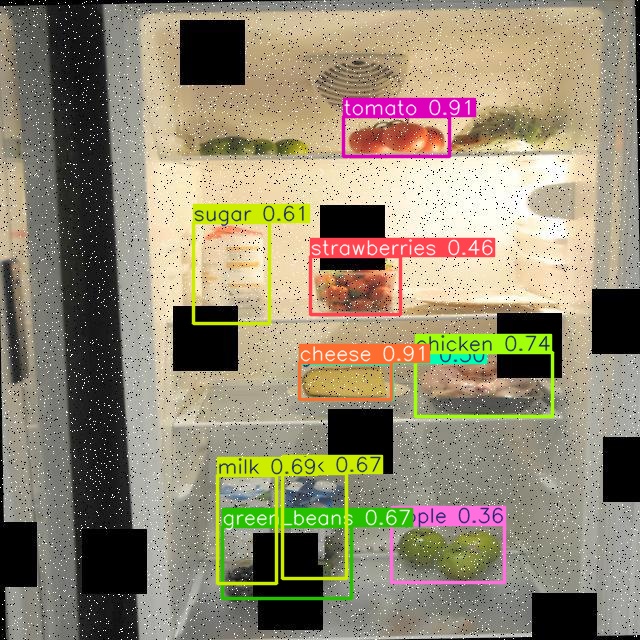 tomato 0.91
sugar 0.61
strawberries 0.46
chicken 0.74
cheese 0.91
milk 0.69
0.67
green_beans 0.67
0.36